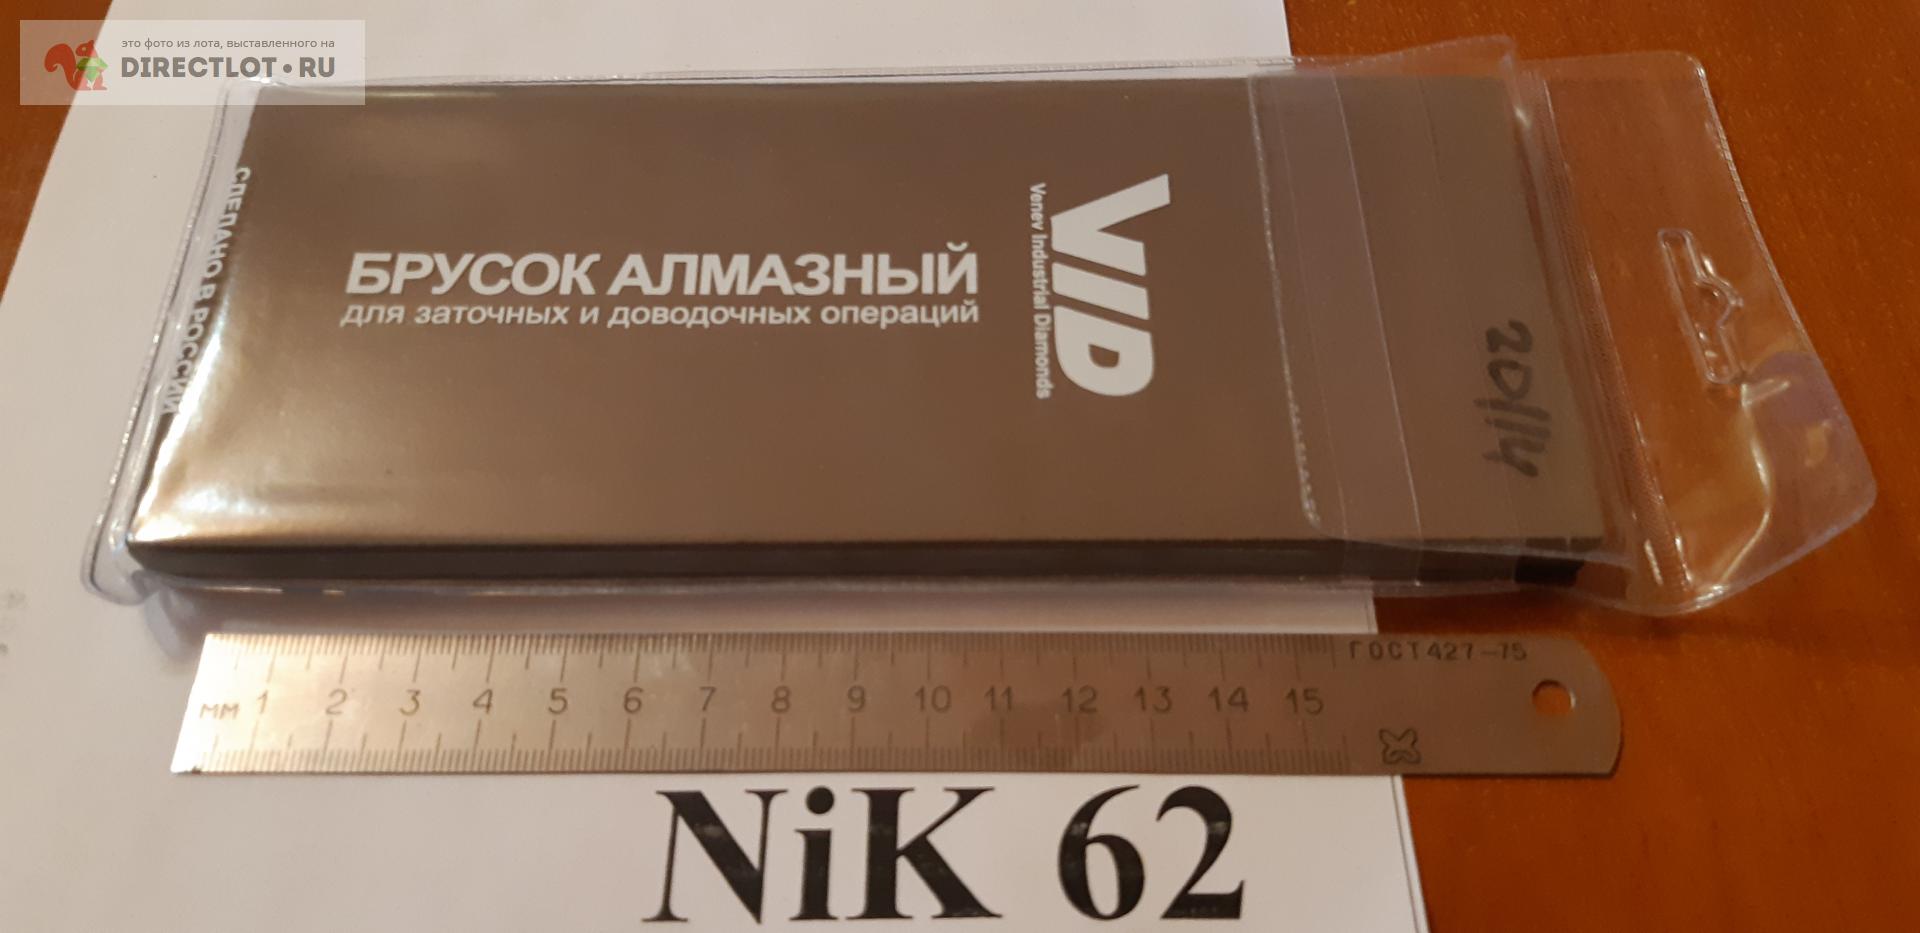 это фото из лота, выставленного на
DIRECTLOT•RU
СДЕЛАНО В РОССИИ
БРУСОК АЛМАЗНЫЙ
для заточных и доводочных операций
VID
Venev Industrial Diamonds
20/14
ГОСТ 427-75
мм 1 2 3 4 5 6 7 8 9 10 11 12 13 14 15
NiK 62